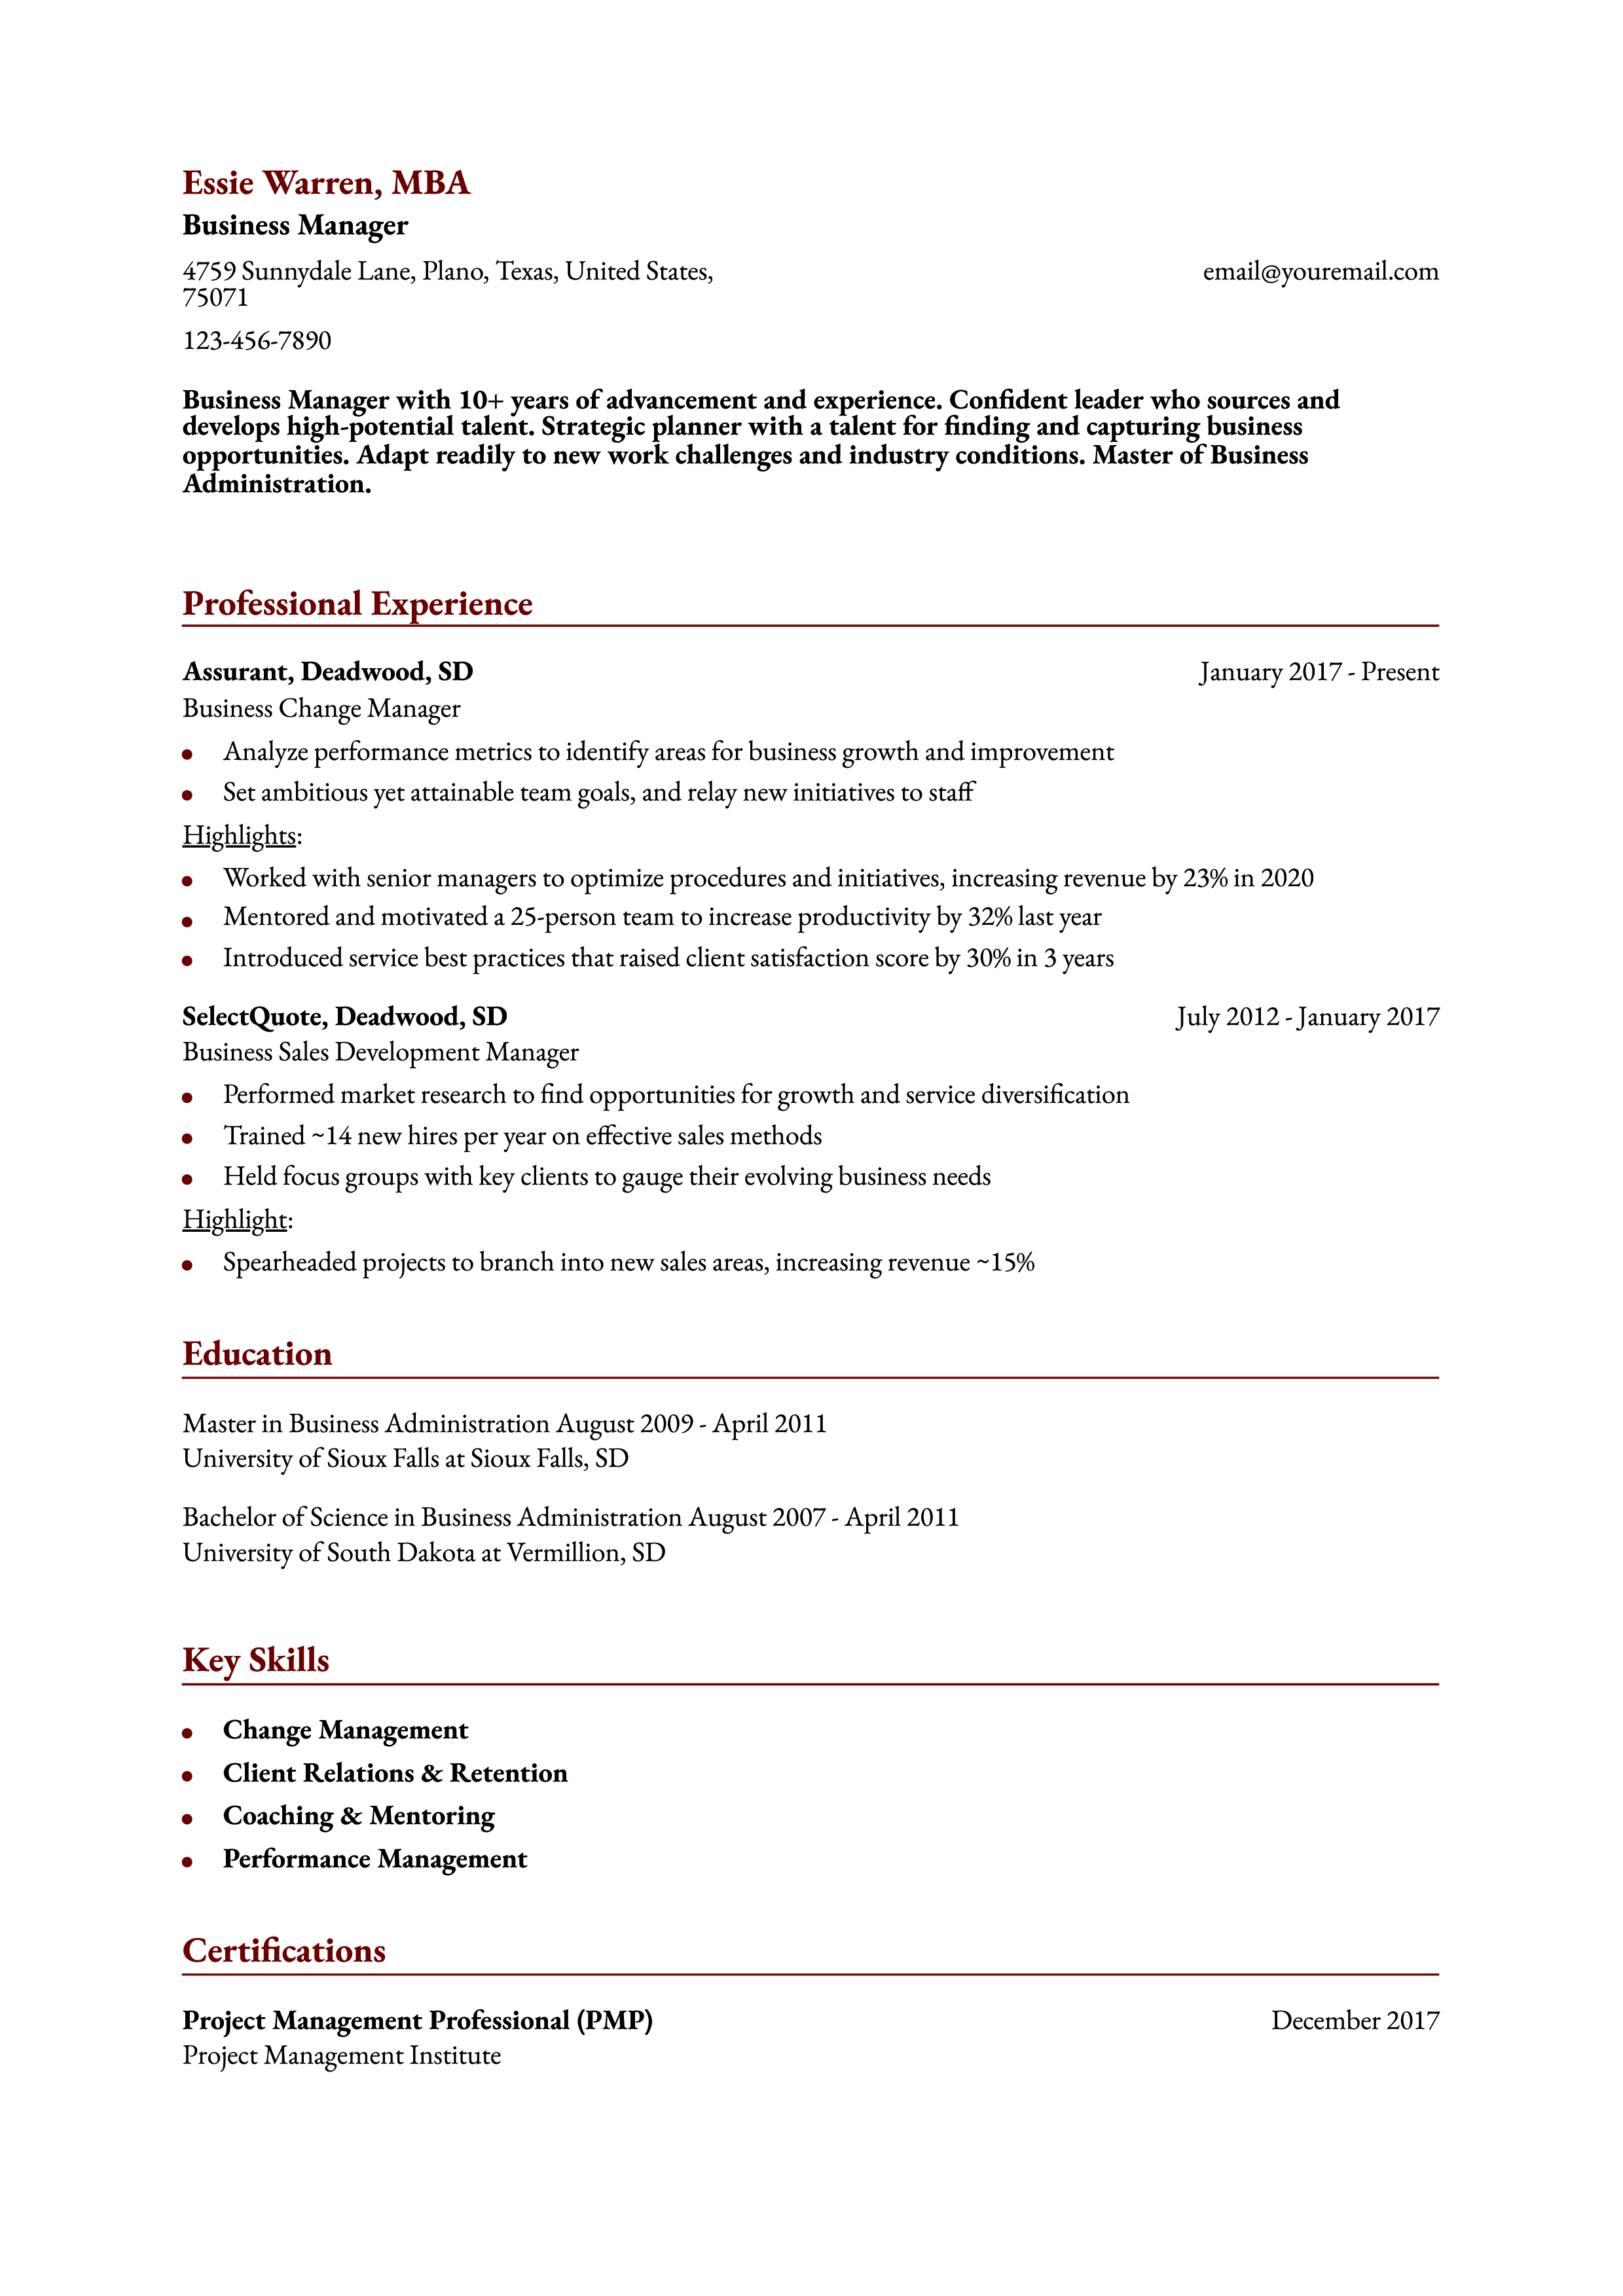 Essie Warren, MBA
Business Manager
4759 Sunnydale Lane, Plano, Texas, United States,
75071
email@youremail.com
123-456-7890
Business Manager with 10+ years of advancement and experience. Confident leader who sources and
develops high-potential talent. Strategic planner with a talent for finding and capturing business
opportunities. Adapt readily to new work challenges and industry conditions. Master of Business
Administration.
Professional Experience
Assurant, Deadwood, SD January 2017 - Present
Business Change Manager
• Analyze performance metrics to identify areas for business growth and improvement
• Set ambitious yet attainable team goals, and relay new initiatives to staff
Highlights:
• Worked with senior managers to optimize procedures and initiatives, increasing revenue by 23% in 2020
• Mentored and motivated a 25-person team to increase productivity by 32% last year
• Introduced service best practices that raised client satisfaction score by 30% in 3 years
SelectQuote, Deadwood, SD July 2012 - January 2017
Business Sales Development Manager
• Performed market research to find opportunities for growth and service diversification
• Trained ~14 new hires per year on effective sales methods
• Held focus groups with key clients to gauge their evolving business needs
Highlight:
• Spearheaded projects to branch into new sales areas, increasing revenue ~15%
Education
Master in Business Administration August 2009 - April 2011
University of Sioux Falls at Sioux Falls, SD
Bachelor of Science in Business Administration August 2007 - April 2011
University of South Dakota at Vermillion, SD
Key Skills
• Change Management
• Client Relations & Retention
• Coaching & Mentoring
• Performance Management
Certifications
Project Management Professional (PMP) December 2017
Project Management Institute